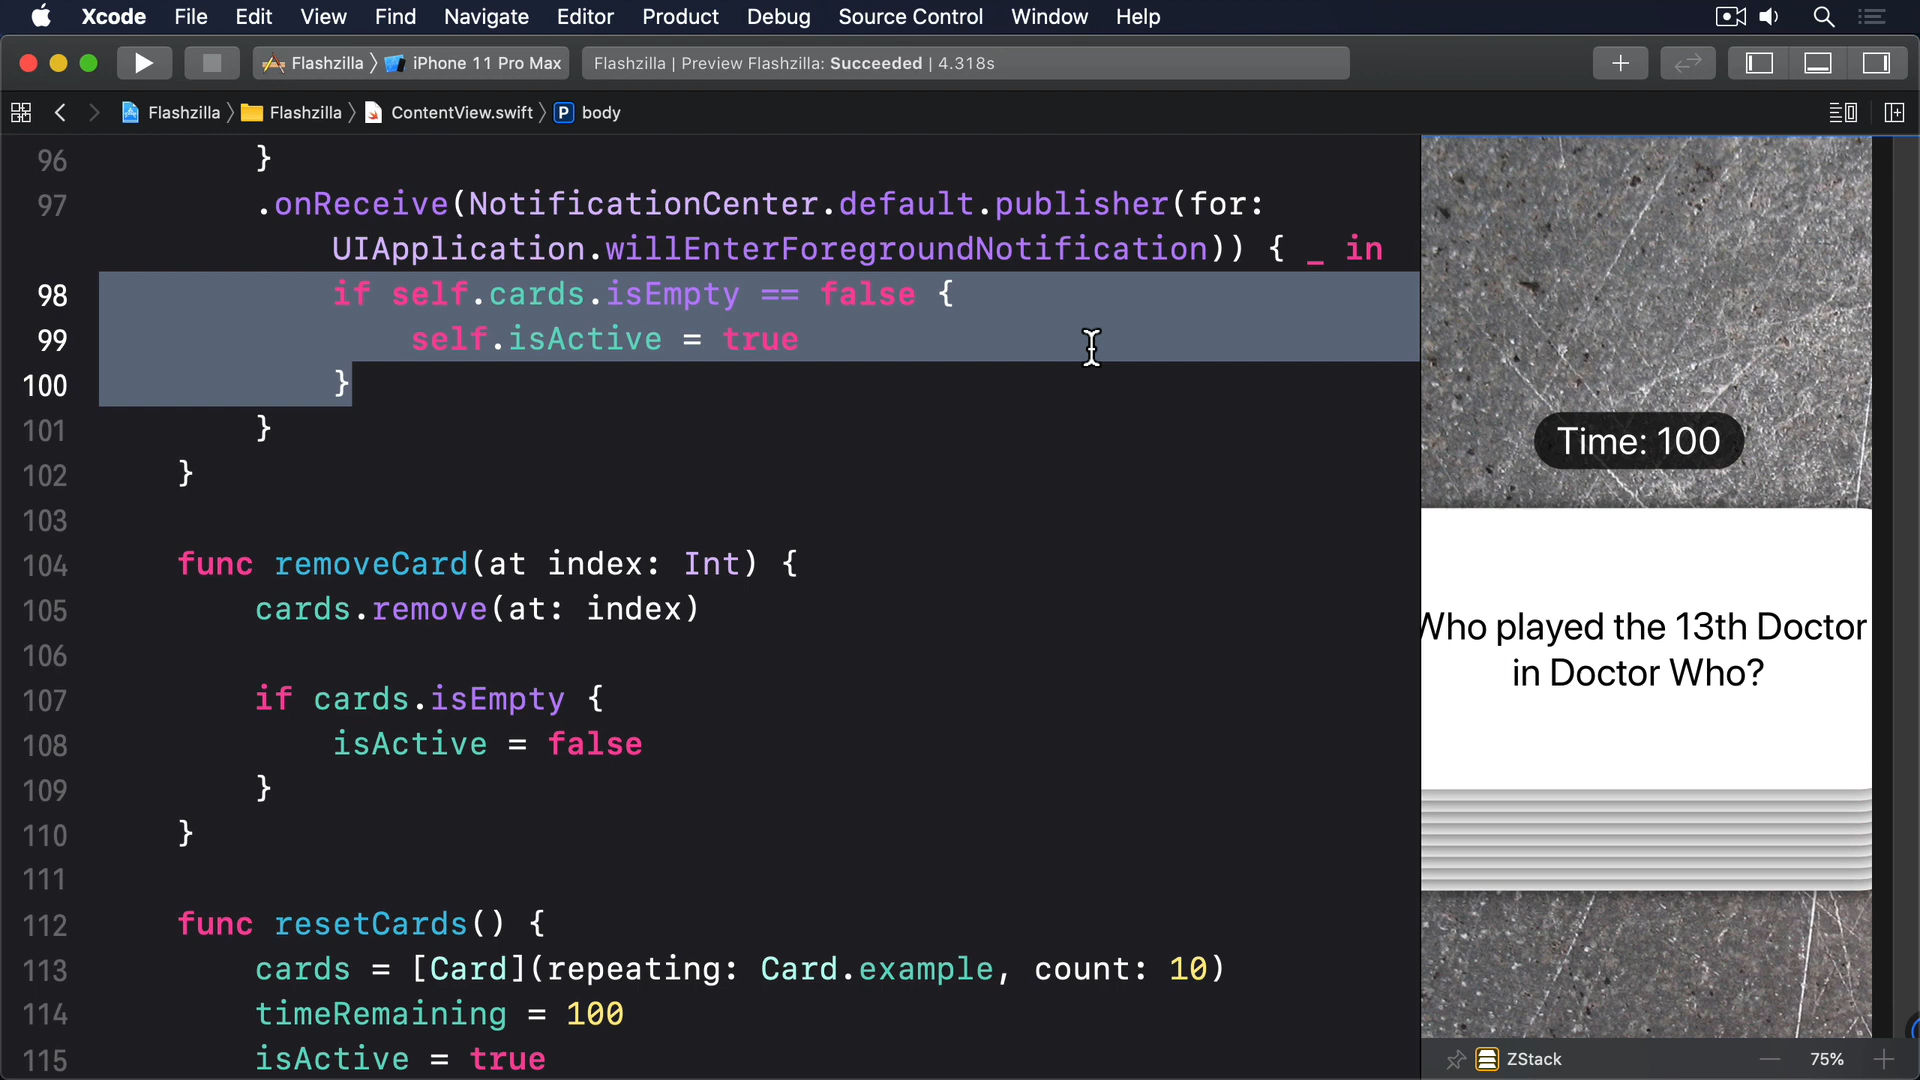 Xcode File Edit View Find Navigate Editor Product Debug Source Control Window Help
Flashzilla 〉 iPhone 11 Pro Max Flashzilla | Preview Flashzilla: Succeeded | 4.318s
Flashzilla 〉 Flashzilla 〉 ContentView.swift 〉 P body
96 }
97 .onReceive(NotificationCenter.default.publisher(for:
UIApplication.willEnterForegroundNotification)) { _ in
98 if self.cards.isEmpty == false {
99 self.isActive = true
100 }
101 }
102 }
103
104 func removeCard(at index: Int) {
105 cards.remove(at: index)
106
107 if cards.isEmpty {
108 isActive = false
109 }
110 }
111
112 func resetCards() {
113 cards = [Card](repeating: Card.example, count: 10)
114 timeRemaining = 100
115 isActive = true
Time: 100
Who played the 13th Doctor
in Doctor Who?
ZStack 75%